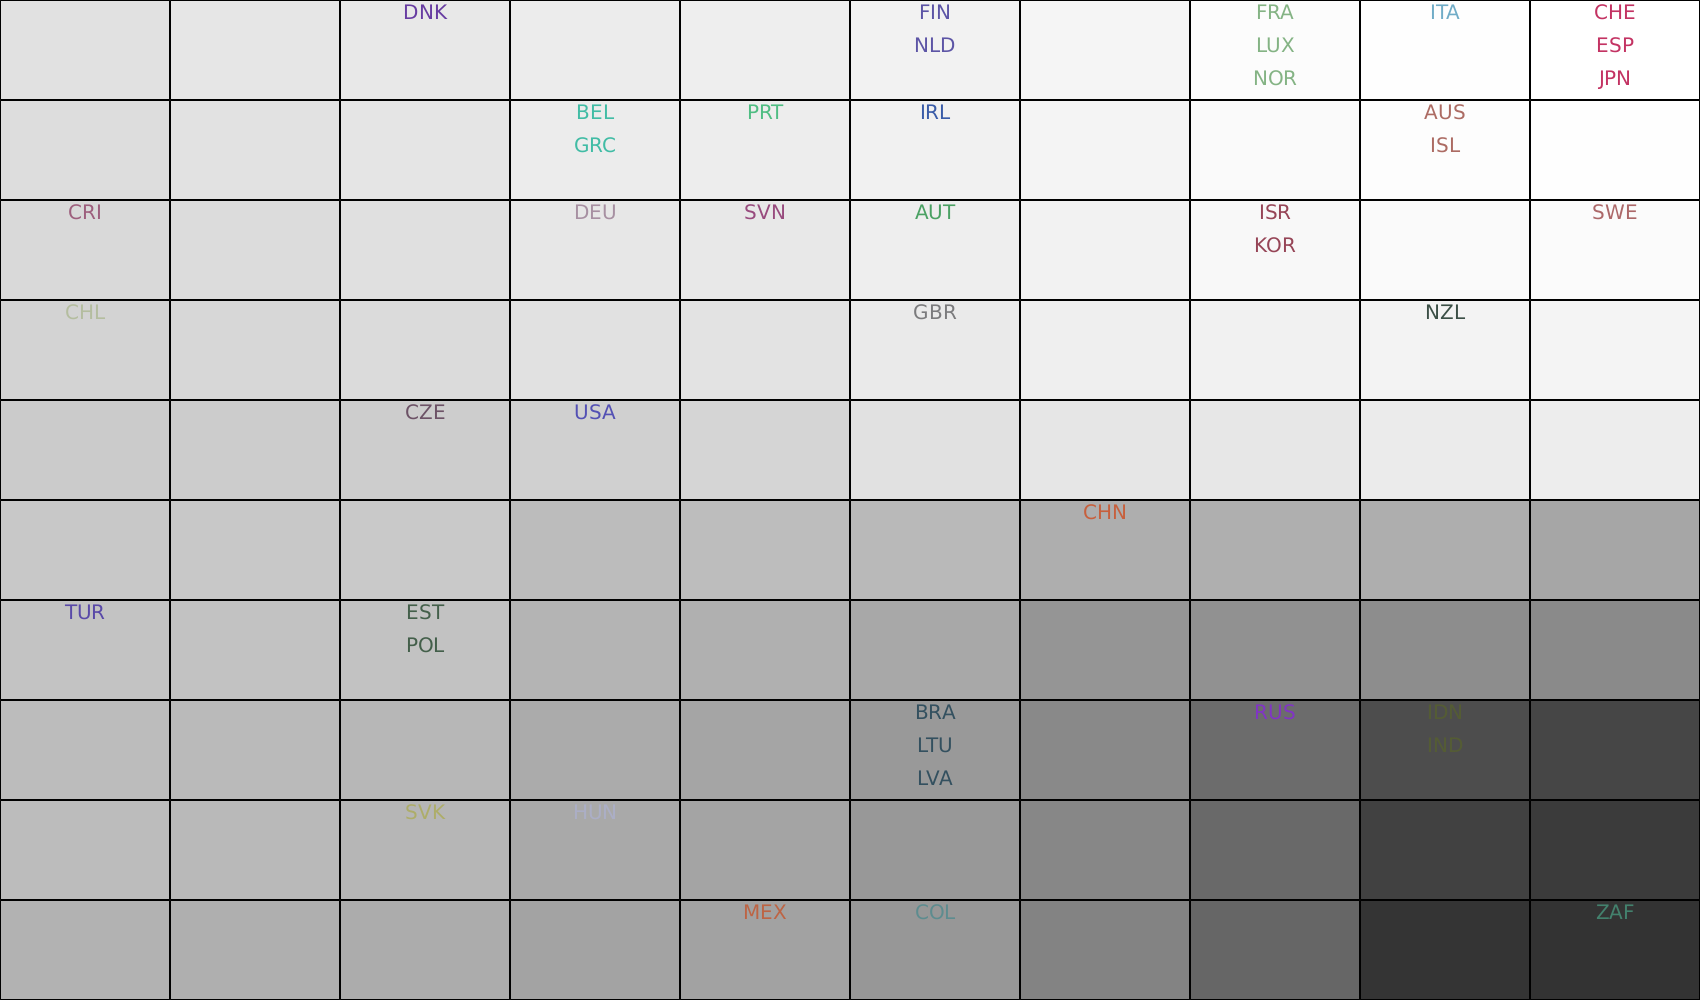 DNK
FIN
NLD
FRA
LUX
NOR
ITA
CHE
ESP
JPN
BEL
GRC
PRT
IRL
AUS
ISL
CRI
DEU
SVN
AUT
ISR
KOR
SWE
CHL
GBR
NZL
CZE
USA
CHN
TUR
EST
POL
BRA
LTU
LVA
RUS
IDN
IND
SVK
HUN
MEX
COL
ZAF